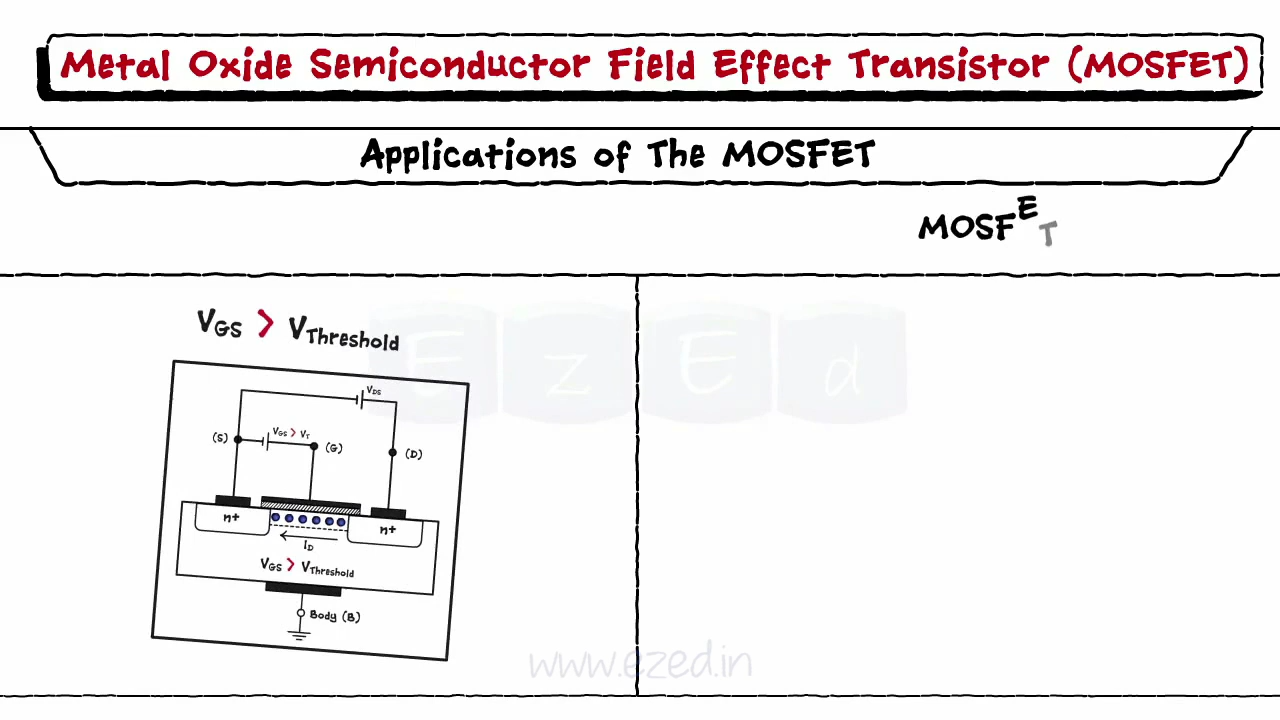 Metal Oxide Semiconductor Field Effect Transistor (MOSFET)
Applications of The MOSFET
MOSFET
VGS > VThreshold
EzEd
VDS
(S)
VGS > VT
(G)
(D)
n+
n+
ID
VGS > VThreshold
Body (B)
www.ezed.in